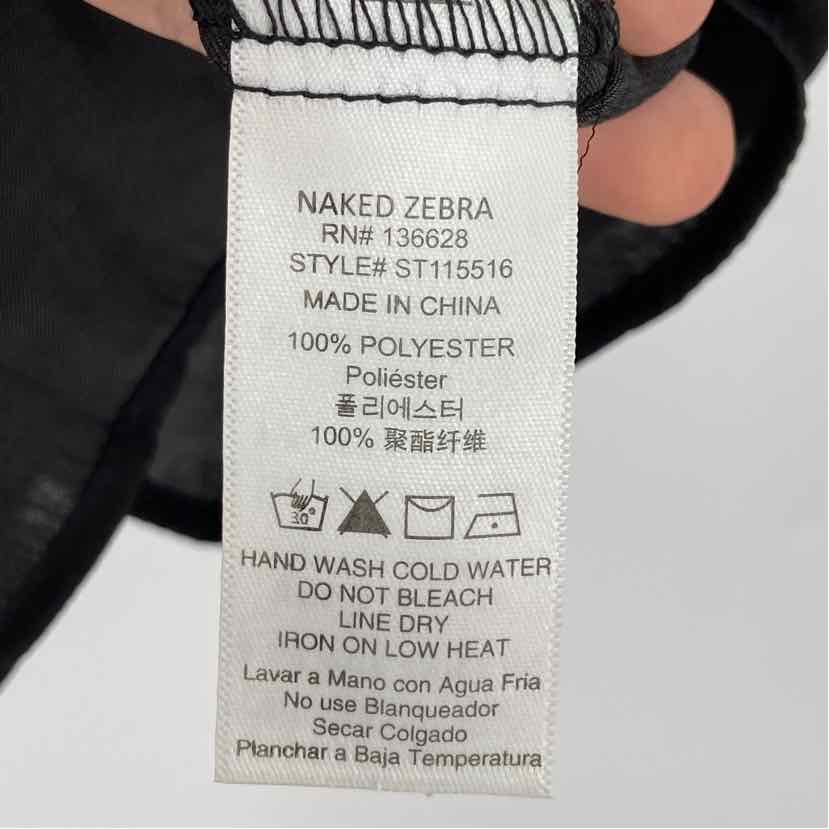 NAKED ZEBRA
RN# 136628
STYLE# ST115516
MADE IN CHINA
100% POLYESTER
Poliéster
폴리에스터
100% 聚酯纤维
30°
HAND WASH COLD WATER
DO NOT BLEACH
LINE DRY
IRON ON LOW HEAT
Lavar a Mano con Agua Fria
No use Blanqueador
Secar Colgado
Planchar a Baja Temperatura